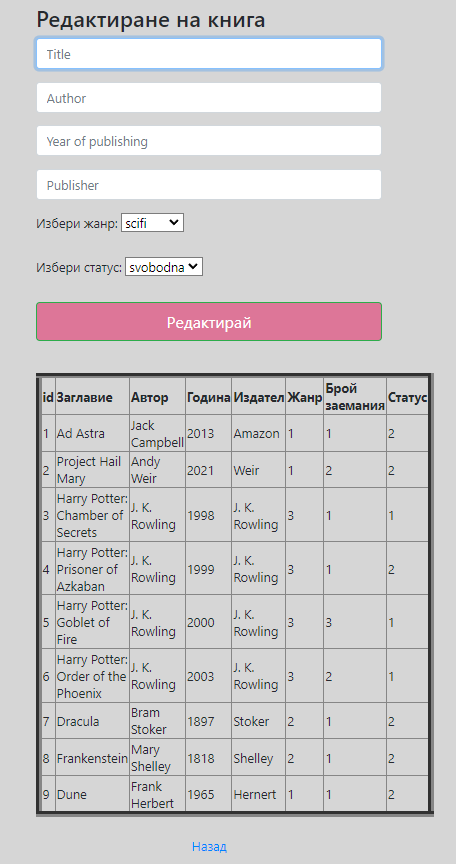 Редактиране на книга
Title
Author
Year of publishing
Publisher
Избери жанр: scifi
Избери статус: svobodna
Редактирай
id Заглавие Автор Година Издател Жанр Брой заемания Статус
1 Ad Astra Jack Campbell 2013 Amazon 1 1 2
2 Project Hail Mary Andy Weir 2021 Weir 1 2 2
3 Harry Potter: Chamber of Secrets J. K. Rowling 1998 J. K. Rowling 3 1 1
4 Harry Potter: Prisoner of Azkaban J. K. Rowling 1999 J. K. Rowling 3 1 2
5 Harry Potter: Goblet of Fire J. K. Rowling 2000 J. K. Rowling 3 3 1
6 Harry Potter: Order of the Phoenix J. K. Rowling 2003 J. K. Rowling 3 2 1
7 Dracula Bram Stoker 1897 Stoker 2 1 2
8 Frankenstein Mary Shelley 1818 Shelley 2 1 2
9 Dune Frank Herbert 1965 Hernert 1 1 2
Назад